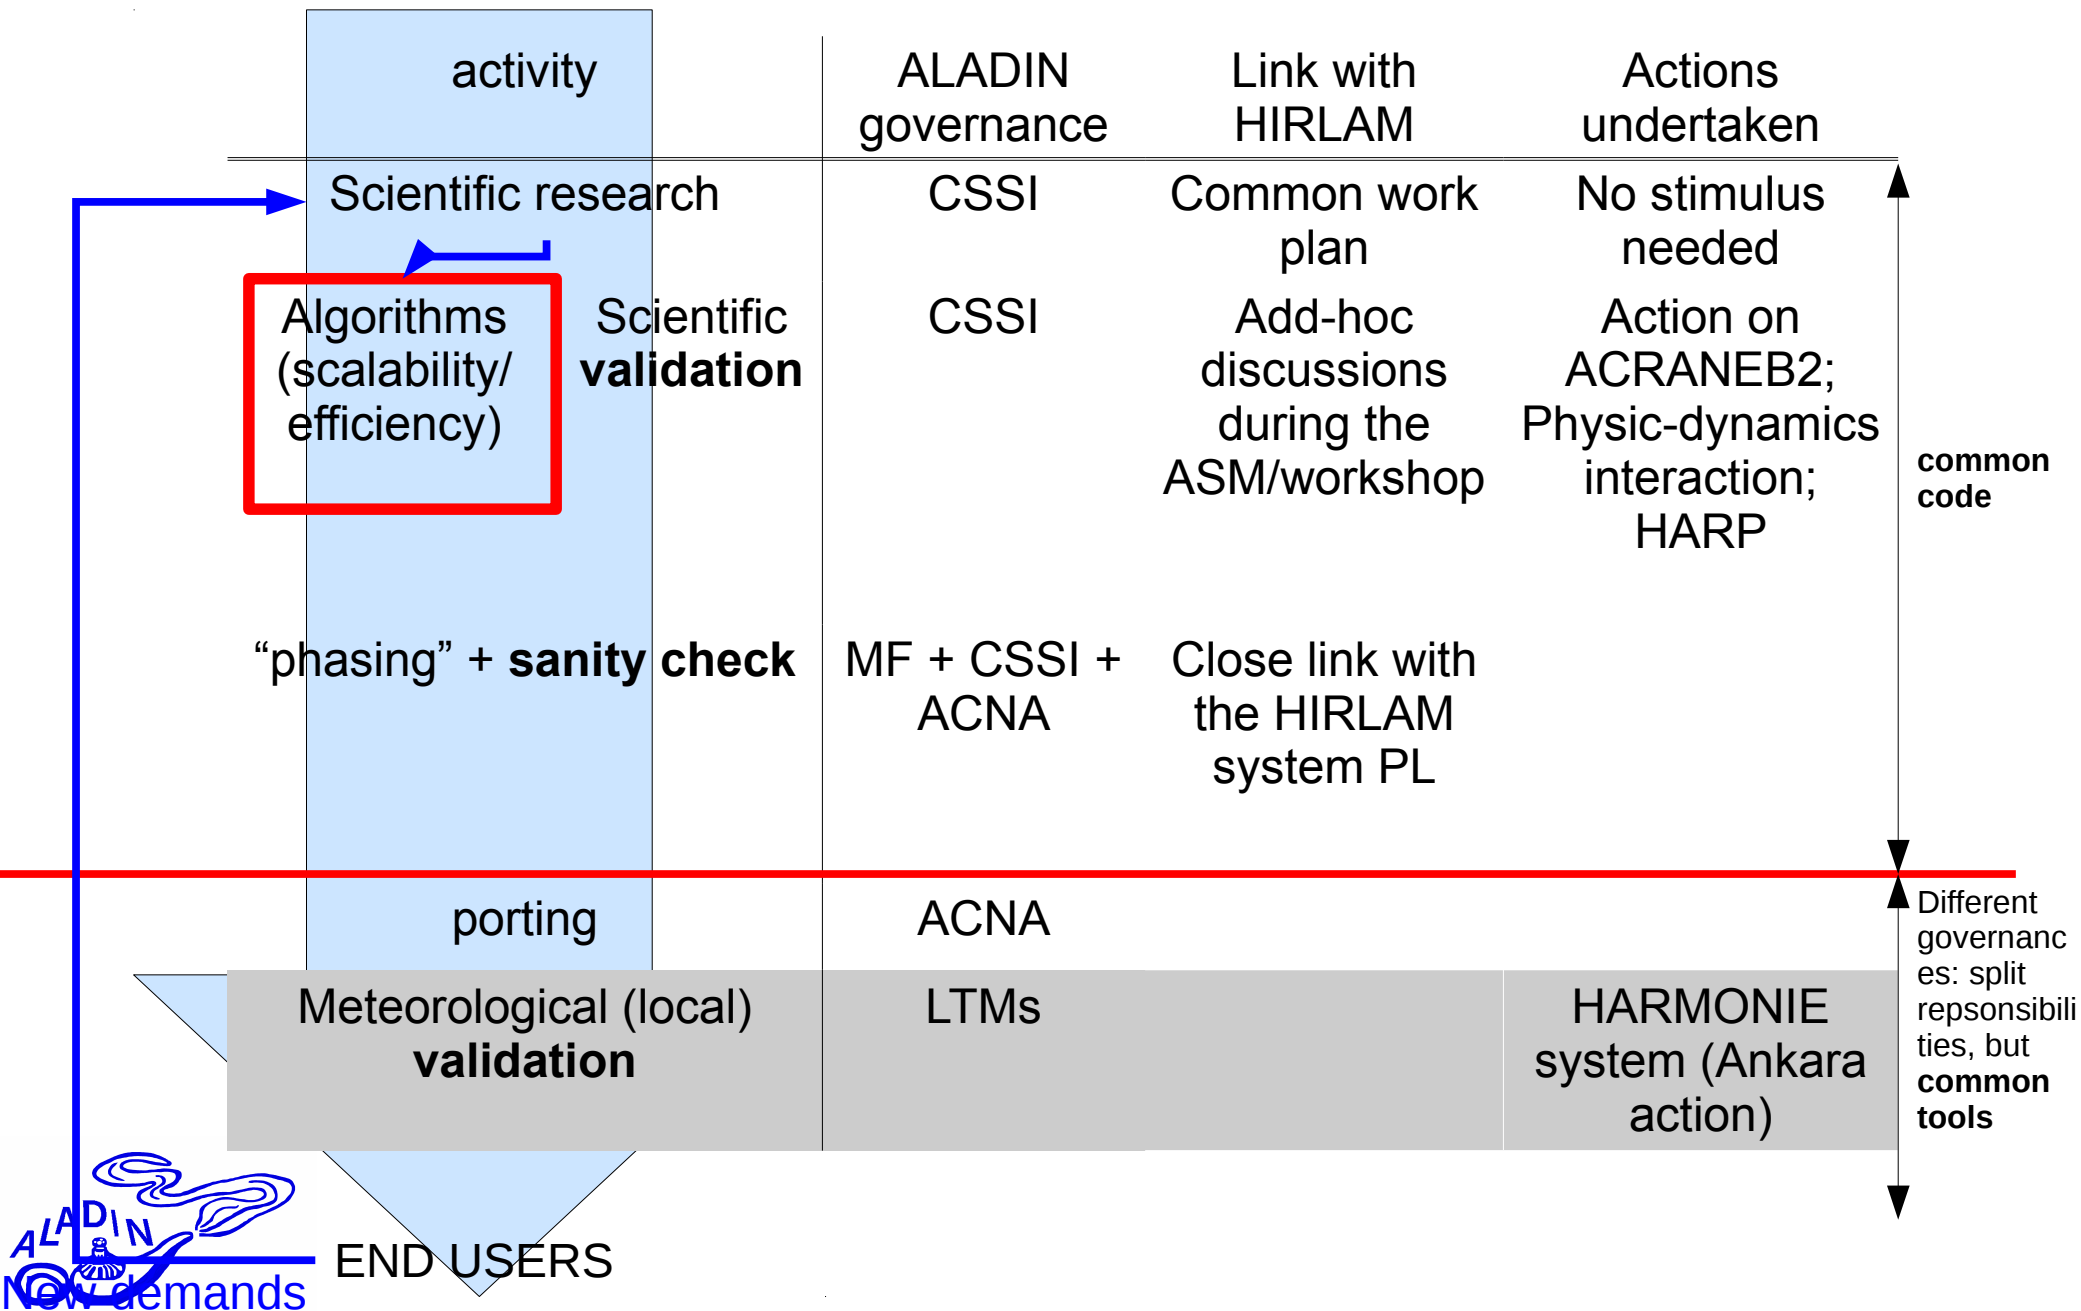 activity
ALADIN
governance
Link with
HIRLAM
Actions
undertaken
Scientific research
CSSI
Common work
plan
No stimulus
needed
Algorithms
(scalability/
efficiency)
Scientific
validation
CSSI
Add-hoc
discussions
during the
ASM/workshop
Action on
ACRANEB2;
Physic-dynamics
interaction;
HARP
common
code
“phasing” + sanity check
MF + CSSI +
ACNA
Close link with
the HIRLAM
system PL
porting
ACNA
Different
governanc
es: split
repsonsibili
ties, but
common
tools
Meteorological (local)
validation
LTMs
HARMONIE
system (Ankara
action)
ALADIN
END USERS
New demands